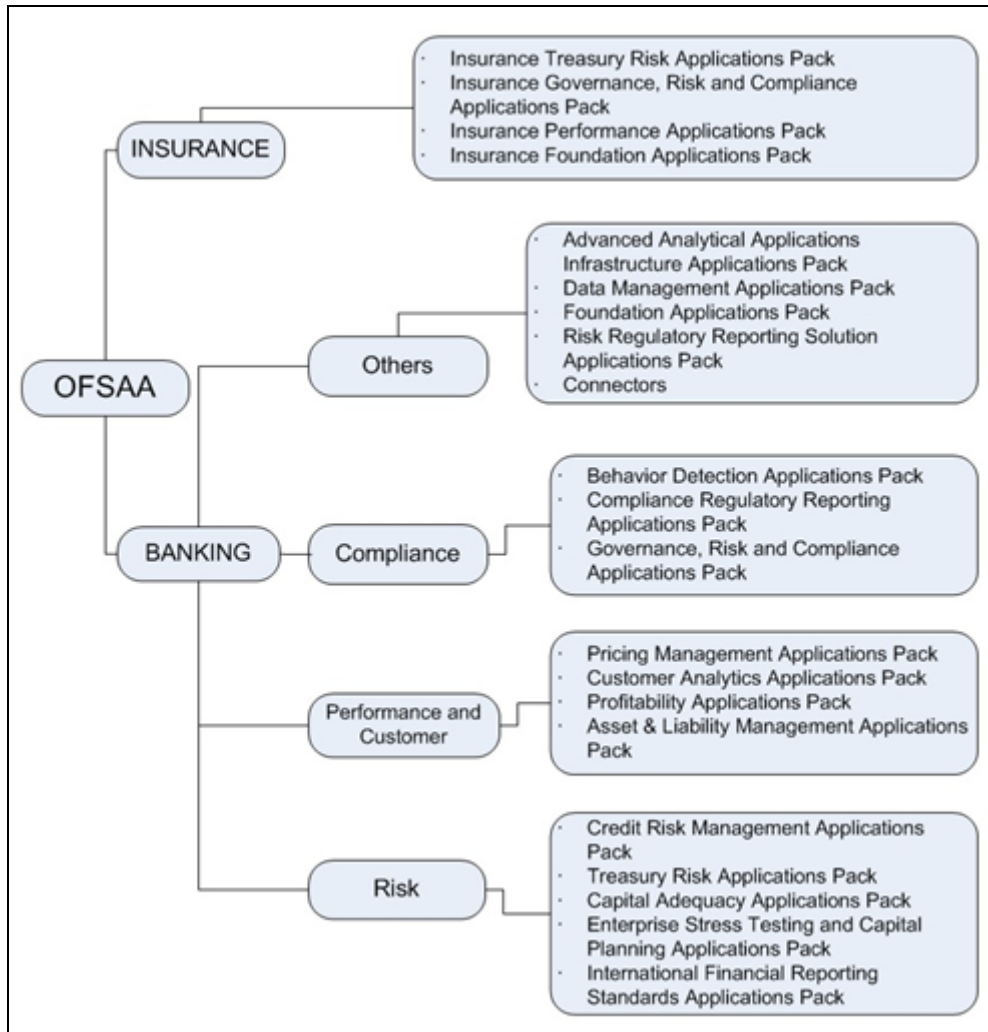 · Insurance Treasury Risk Applications Pack
· Insurance Governance, Risk and Compliance
Applications Pack
· Insurance Performance Applications Pack
· Insurance Foundation Applications Pack
INSURANCE
· Advanced Analytical Applications
Infrastructure Applications Pack
· Data Management Applications Pack
· Foundation Applications Pack
· Risk Regulatory Reporting Solution
Applications Pack
· Connectors
Others
OFSAA
· Behavior Detection Applications Pack
· Compliance Regulatory Reporting
Applications Pack
· Governance, Risk and Compliance
Applications Pack
BANKING
Compliance
· Pricing Management Applications Pack
· Customer Analytics Applications Pack
· Profitability Applications Pack
· Asset & Liability Management Applications
Pack
Performance and
Customer
· Credit Risk Management Applications
Pack
· Treasury Risk Applications Pack
· Capital Adequacy Applications Pack
· Enterprise Stress Testing and Capital
Planning Applications Pack
· International Financial Reporting
Standards Applications Pack
Risk